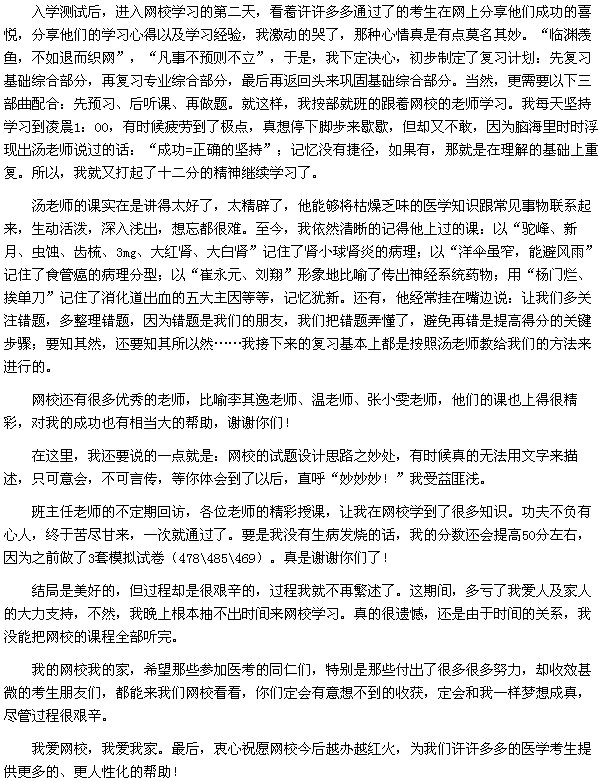 入学测试后，进入网校学习的第二天，看着许许多多通过了的考生在网上分享他们成功的喜
悦，分享他们的学习心得以及学习经验，我激动的哭了，那种心情真是有点莫名其妙。“临渊羡
鱼，不如退而织网”，“凡事不预则不立”，于是，我下定决心，初步制定了复习计划：先复习
基础综合部分，再复习专业综合部分，最后再返回头来巩固基础综合部分。当然，更需要以下三
部曲配合：先预习、后听课、再做题。就这样，我按部就班的跟着网校的老师学习。我每天坚持
学习到凌晨1：00，有时候疲劳到了极点，真想停下脚步来歇歇，但却又不敢，因为脑海里时时浮
现出汤老师说过的话：“成功=正确的坚持”；记忆没有捷径，如果有，那就是在理解的基础上重
复。所以，我就又打起了十二分的精神继续学习了。
汤老师的课实在是讲得太好了，太精辟了，他能够将枯燥乏味的医学知识跟常见事物联系起
来，生动活泼，深入浅出，想忘都很难。至今，我依然清晰的记得他上过的课：以“驼峰、新
月、虫蚀、齿梳、3mg、大红肾、大白肾”记住了肾小球肾炎的病理；以“洋伞虽窄，能避风雨”
记住了食管癌的病理分型；以“崔永元、刘翔”形象地比喻了传出神经系统药物；用“杨门烂、
挨单刀”记住了消化道出血的五大主因等等，记忆犹新。还有，他经常挂在嘴边说：让我们多关
注错题，多整理错题，因为错题是我们的朋友，我们把错题弄懂了，避免再错是提高得分的关键
步骤；要知其然，还要知其所以然……我接下来的复习基本上都是按照汤老师教给我们的方法来
进行的。
网校还有很多优秀的老师，比喻李其逸老师、温老师、张小雯老师，他们的课也上得很精
彩，对我的成功也有相当大的帮助，谢谢你们！
在这里，我还要说的一点就是：网校的试题设计思路之妙处，有时候真的无法用文字来描
述，只可意会，不可言传，等你体会到了以后，直呼“妙妙妙！”我受益匪浅。
班主任老师的不定期回访，各位老师的精彩授课，让我在网校学到了很多知识。功夫不负有
心人，终于苦尽甘来，一次就通过了。要是我没有生病发烧的话，我的分数还会提高50分左右，
因为之前做了3套模拟试卷（478\485\469）。真是谢谢你们了！
结局是美好的，但过程却是很艰辛的，过程我就不再繁述了。这期间，多亏了我爱人及家人
的大力支持，不然，我晚上根本抽不出时间来网校学习。真的很遗憾，还是由于时间的关系，我
没能把网校的课程全部听完。
我的网校我的家，希望那些参加医考的同仁们，特别是那些付出了很多很多努力，却收效甚
微的考生朋友们，都能来我们网校看看，你们定会有意想不到的收获，定会和我一样梦想成真，
尽管过程很艰辛。
我爱网校，我爱我家。最后，衷心祝愿网校今后越办越红火，为我们许许多多的医学考生提
供更多的、更人性化的帮助！